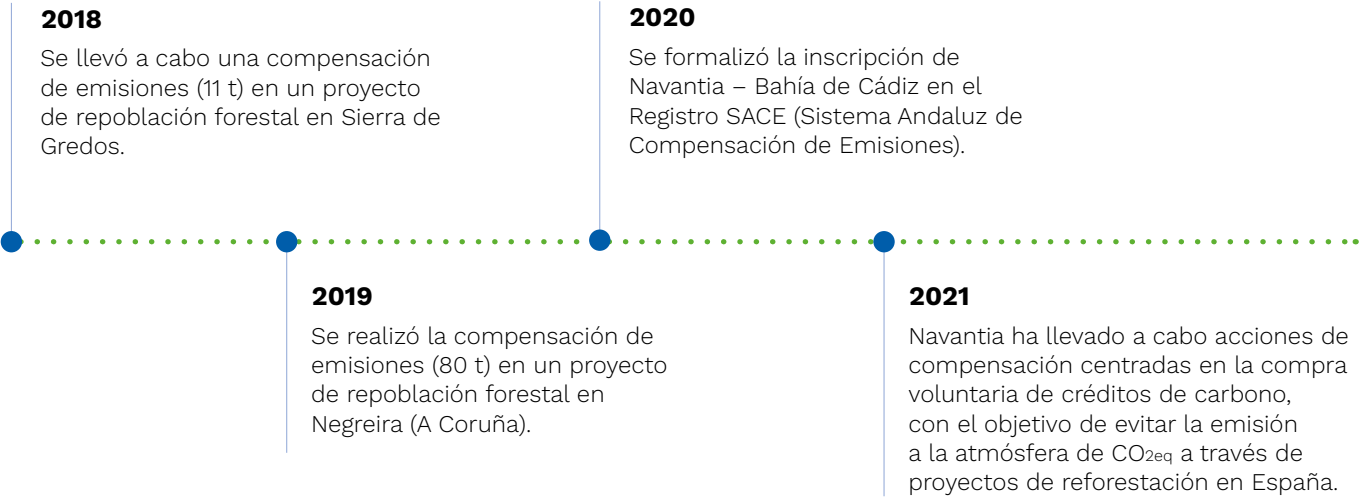 2018
Se llevó a cabo una compensación
de emisiones (11 t) en un proyecto
de repoblación forestal en Sierra de
Gredos.
2019
Se realizó la compensación de
emisiones (80 t) en un proyecto
de repoblación forestal en
Negreira (A Coruña).
2020
Se formalizó la inscripción de
Navantia – Bahía de Cádiz en el
Registro SACE (Sistema Andaluz de
Compensación de Emisiones).
2021
Navantia ha llevado a cabo acciones de
compensación centradas en la compra
voluntaria de créditos de carbono,
con el objetivo de evitar la emisión
a la atmósfera de CO2eq a través de
proyectos de reforestación en España.